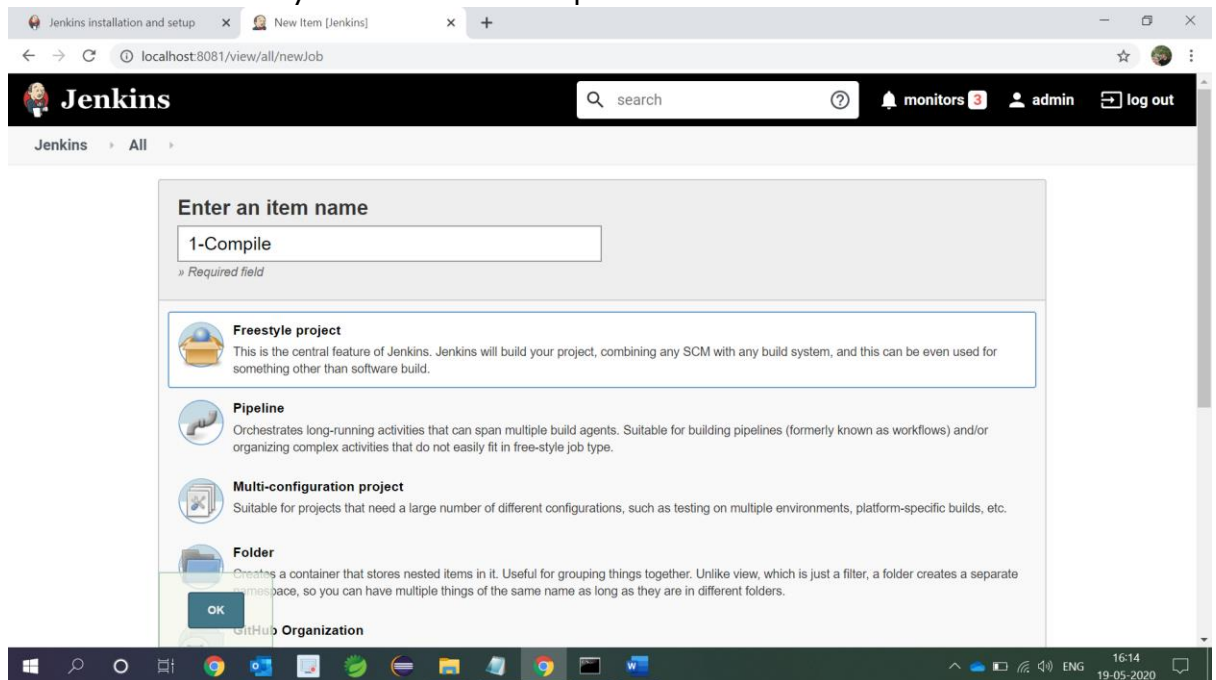 Jenkins installation and setup
New Item [Jenkins]
localhost:8081/view/all/newJob
Jenkins
search
monitors 3
admin
log out
Jenkins
All
Enter an item name
1-Compile
» Required field
Freestyle project
This is the central feature of Jenkins. Jenkins will build your project, combining any SCM with any build system, and this can be even used for
something other than software build.
Pipeline
Orchestrates long-running activities that can span multiple build agents. Suitable for building pipelines (formerly known as workflows) and/or
organizing complex activities that do not easily fit in free-style job type.
Multi-configuration project
Suitable for projects that need a large number of different configurations, such as testing on multiple environments, platform-specific builds, etc.
Folder
Creates a container that stores nested items in it. Useful for grouping things together. Unlike view, which is just a filter, a folder creates a separate
namespace, so you can have multiple things of the same name as long as they are in different folders.
OK
GitHub Organization
ENG
16:14
19-05-2020